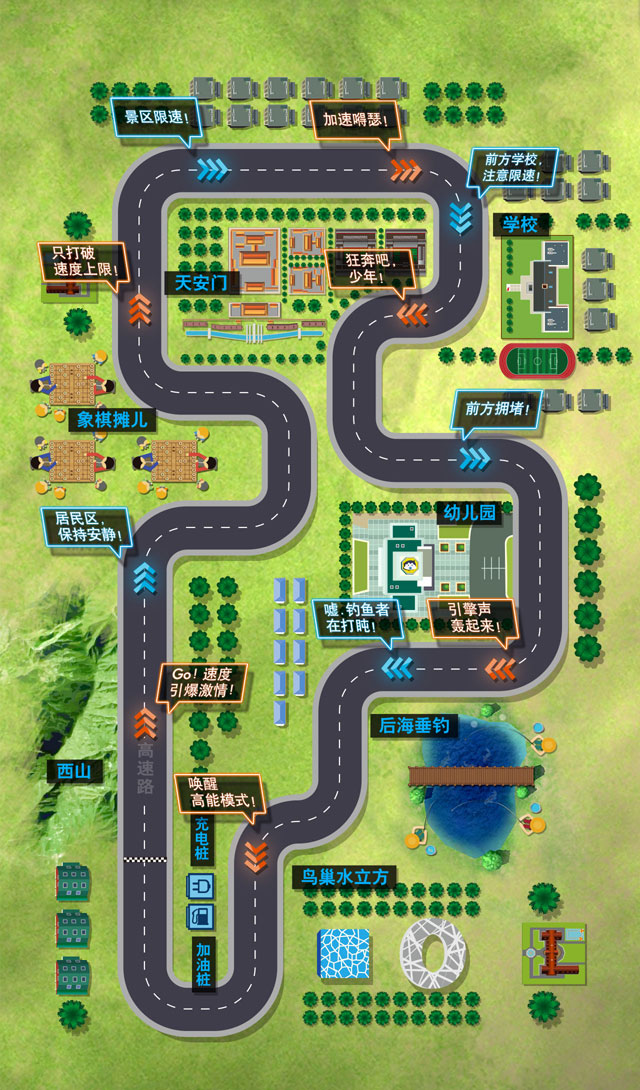 景区限速!
加速嘚瑟!
前方学校,
注意限速!
学校
只打破
速度上限!
天安门
狂奔吧,
少年!
象棋摊儿
前方拥堵!
居民区,
保持安静!
幼儿园
嘘.钓鱼者
在打盹!
引擎声
轰起来!
Go! 速度
引爆激情!
后海垂钓
高速路
西山
唤醒
高能模式!
充电桩
鸟巢水立方
加油桩